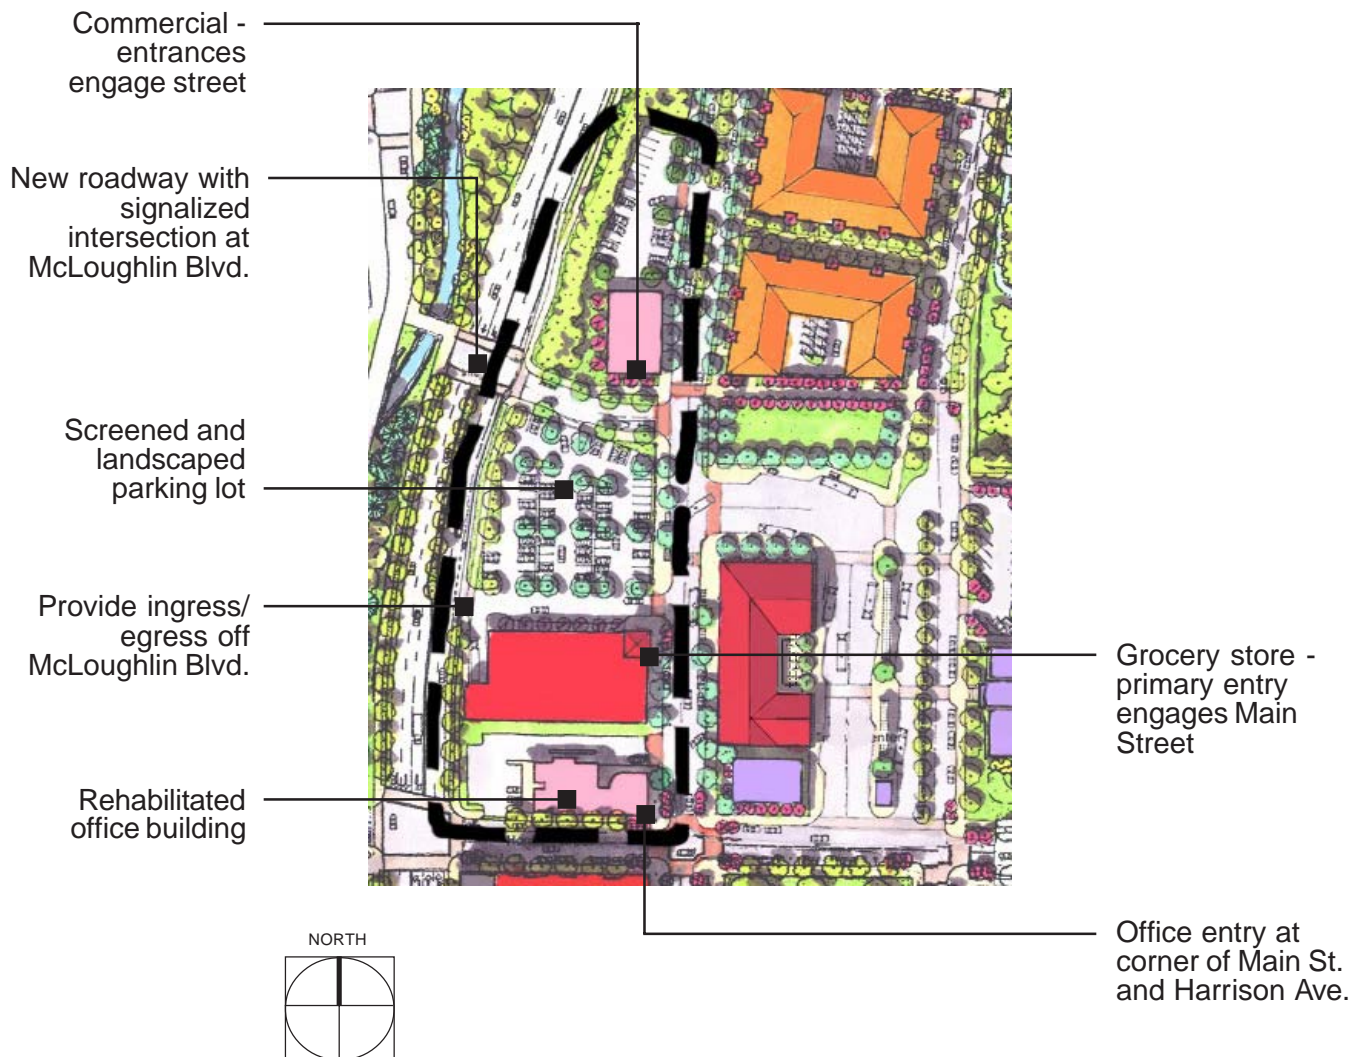 Commercial -
entrances
engage street
New roadway with
signalized
intersection at
McLoughlin Blvd.
Screened and
landscaped
parking lot
Provide ingress/
egress off
McLoughlin Blvd.
Rehabilitated
office building
Grocery store -
primary entry
engages Main
Street
Office entry at
corner of Main St.
and Harrison Ave.
NORTH